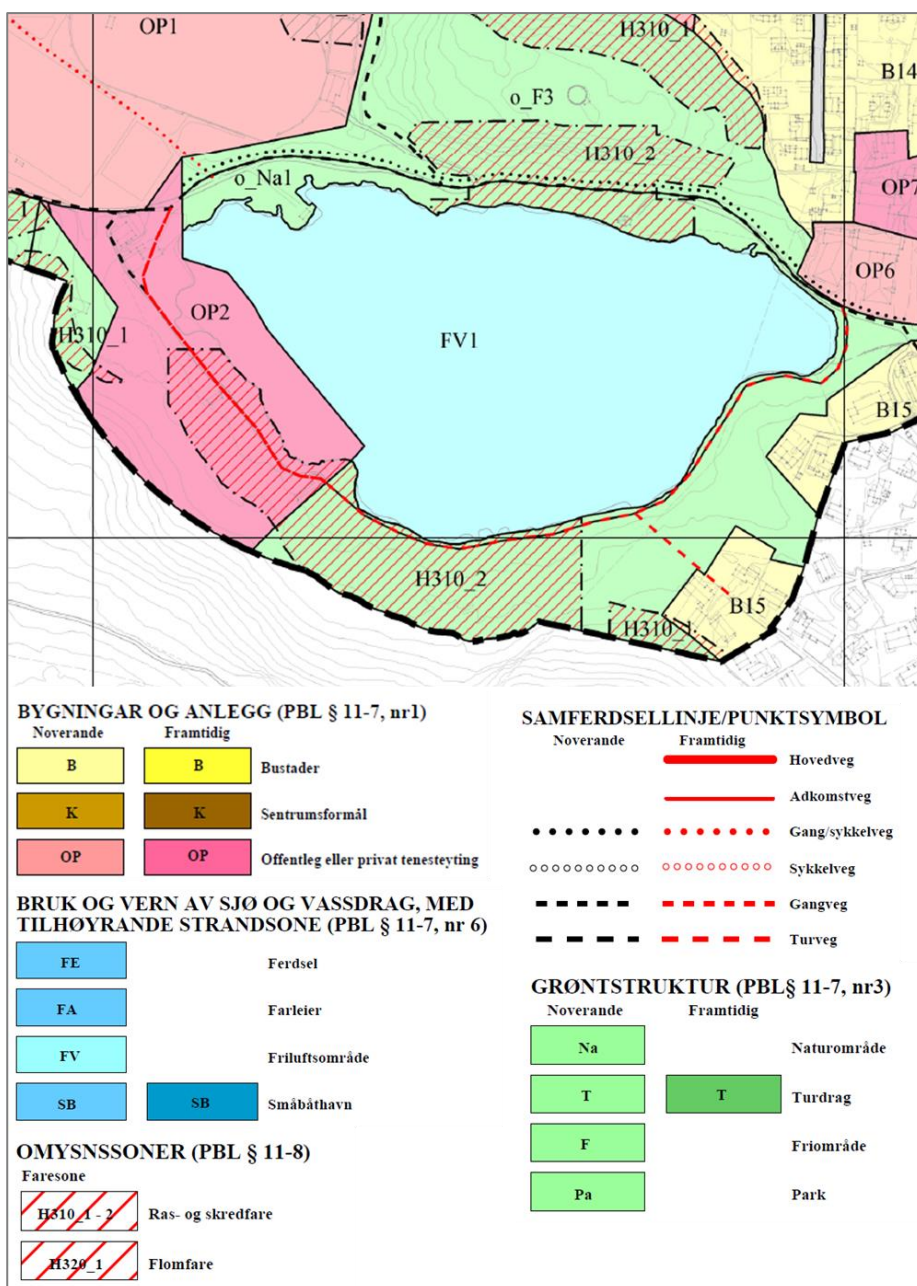 OP1
H310_1
B14
o_F3
H310_2
OP7
o_Na1
OP6
_1
OP2
H310_1
FV1
B15
H310_2
B15
H310_1
BYGNINGAR OG ANLEGG (PBL § 11-7, nr1)
Noverande Framtidig
B B Bustader
K K Sentrumsformål
OP OP Offentleg eller privat tenesteyting
BRUK OG VERN AV SJØ OG VASSDRAG, MED
TILHØYRANDE STRANDSONE (PBL § 11-7, nr 6)
FE Ferdsel
FA Farleier
FV Friluftsområde
SB SB Småbåthavn
OMYSNSSONER (PBL § 11-8)
Faresone
H310_1 - 2 Ras- og skredfare
H320_1 Flomfare
SAMFERDSELLINJE/PUNKTSYMBOL
Noverande Framtidig
Hovedveg
Adkomstveg
Gang/sykkelveg
Sykkelveg
Gangveg
Turveg
GRØNTSTRUKTUR (PBL§ 11-7, nr3)
Noverande Framtidig
Na Naturområde
T T Turdrag
F Friområde
Pa Park